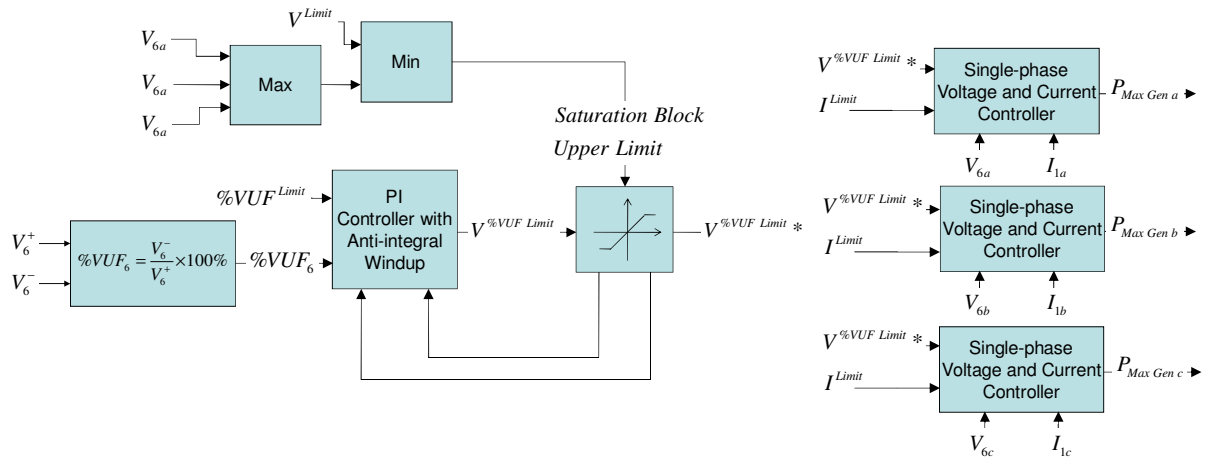 V^Limit
V_6a
V_6a
V_6a
Max
Min
Saturation Block
Upper Limit
%VUF^Limit
%VUF_6
V_6^+
V_6^-
%VUF_6 = V_6^- / V_6^+ ×100%
PI
Controller with
Anti-integral
Windup
V^%VUF Limit
V^%VUF Limit *
V^%VUF Limit *
I^Limit
Single-phase
Voltage and Current
Controller
P_Max Gen a
V_6a
I_1a
V^%VUF Limit *
I^Limit
Single-phase
Voltage and Current
Controller
P_Max Gen b
V_6b
I_1b
V^%VUF Limit *
I^Limit
Single-phase
Voltage and Current
Controller
P_Max Gen c
V_6c
I_1c